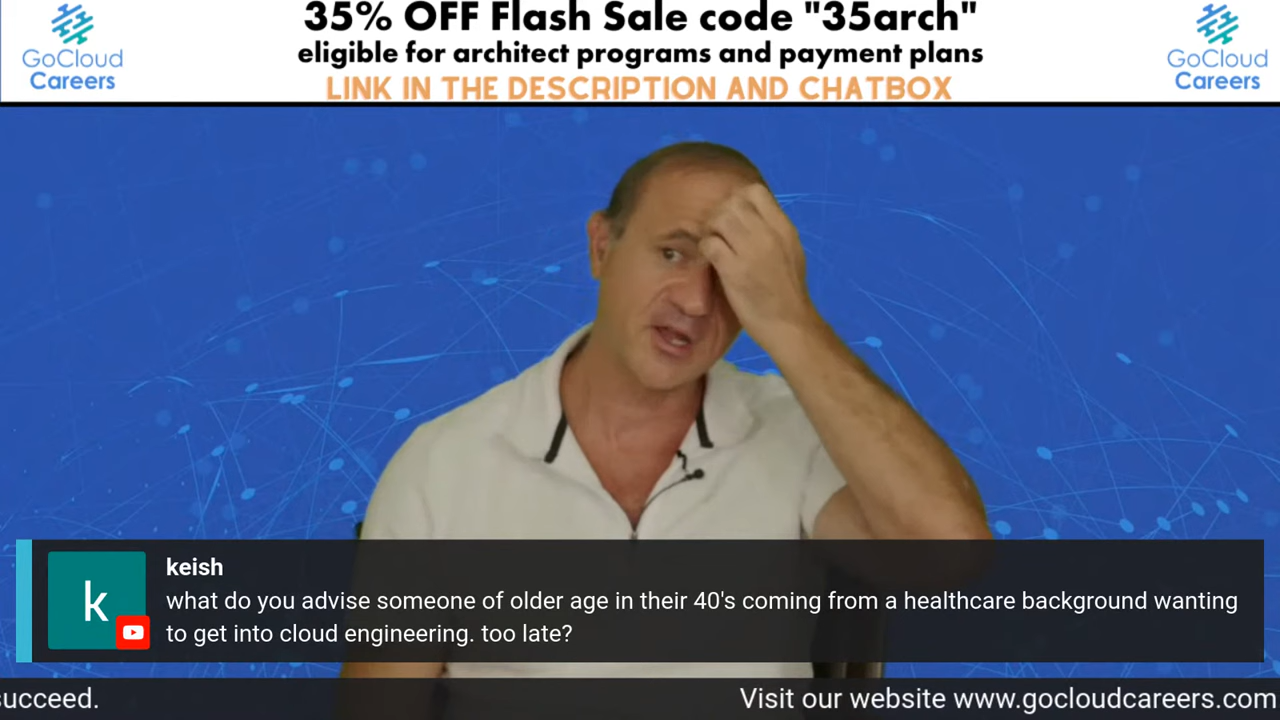 35% OFF Flash Sale code "35arch"
eligible for architect programs and payment plans
LINK IN THE DESCRIPTION AND CHATBOX
GoCloud
Careers
GoCloud
Careers
keish
k
what do you advise someone of older age in their 40's coming from a healthcare background wanting
to get into cloud engineering. too late?
succeed.
Visit our website www.gocloudcareers.com